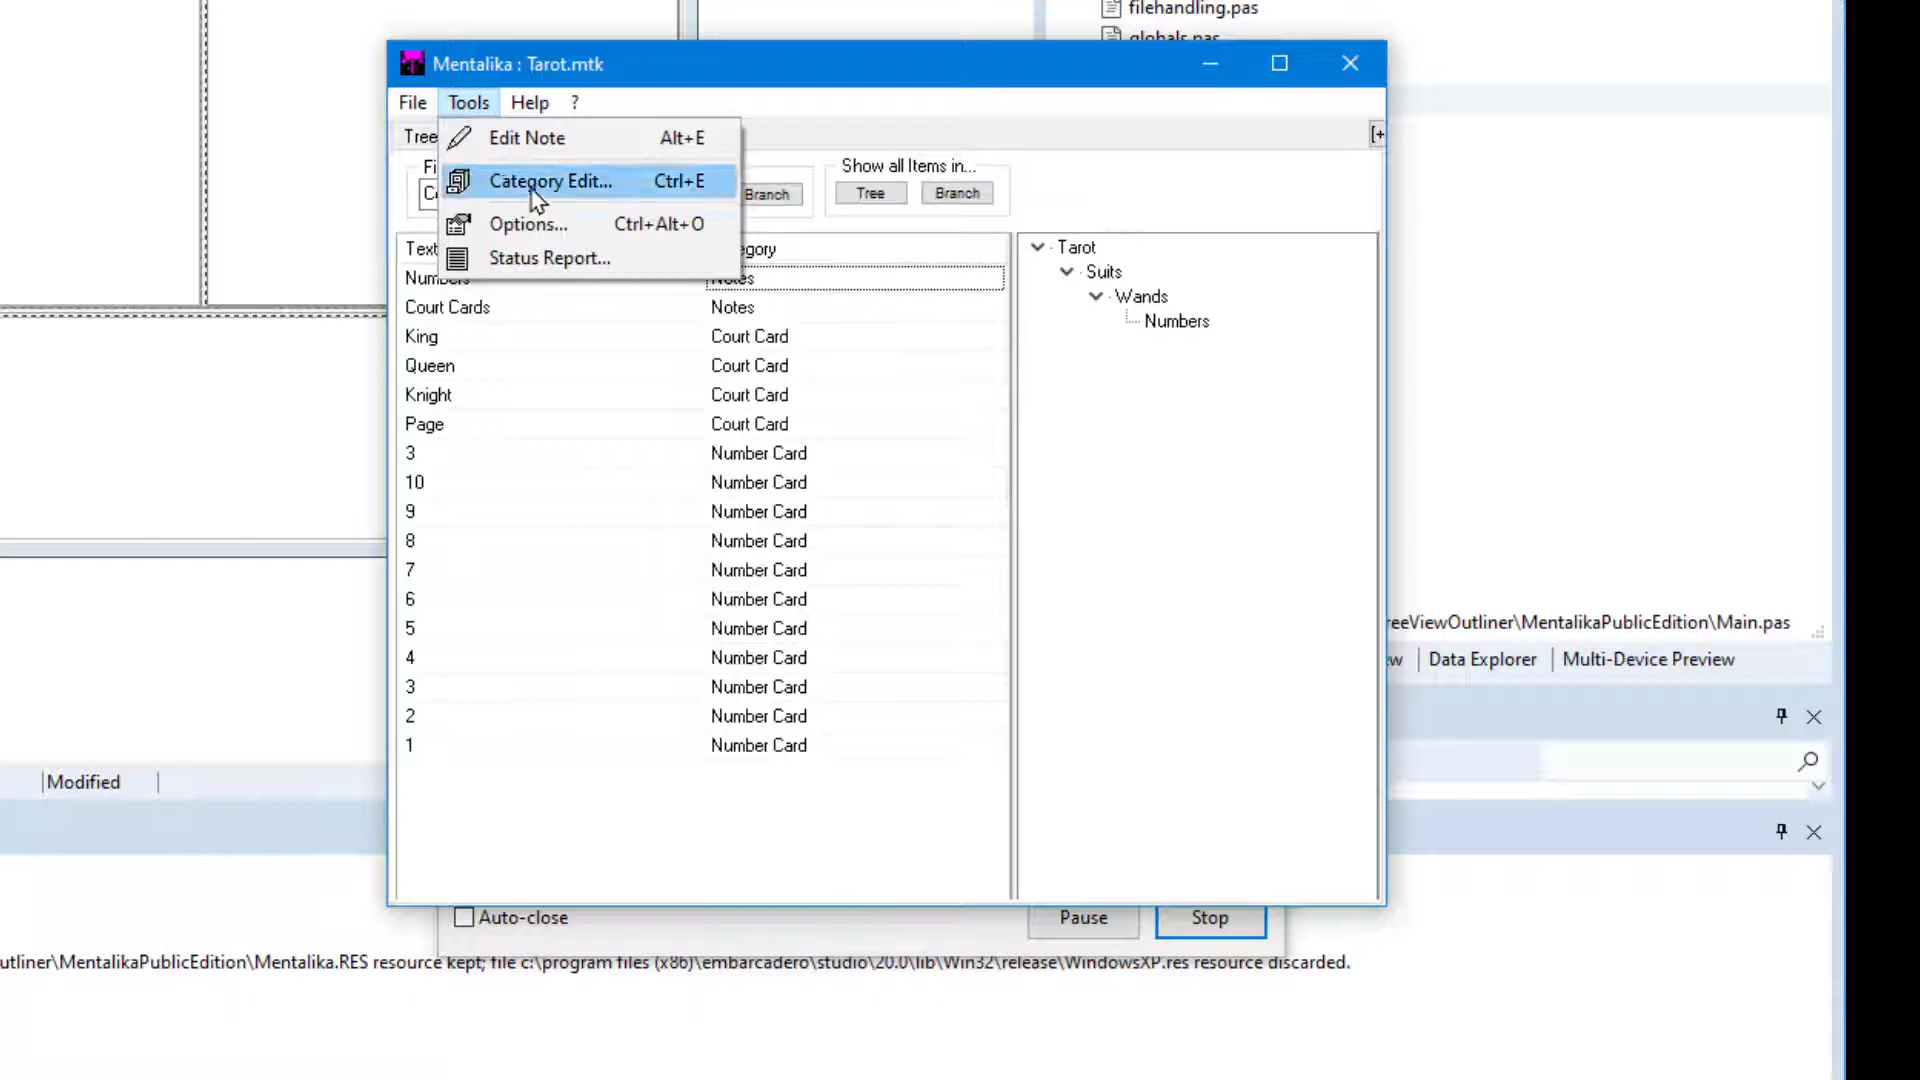 filehandling.pas
globals.pas
Mentalika : Tarot.mtk
File Tools Help ?
Tree
[+
Edit Note Alt+E
Category Edit... Ctrl+E
Options... Ctrl+Alt+O
Status Report...
Branch
Show all Items in...
Tree Branch
Numbers Notes
Court Cards Notes
King Court Card
Queen Court Card
Knight Court Card
Page Court Card
3 Number Card
10 Number Card
9 Number Card
8 Number Card
7 Number Card
6 Number Card
5 Number Card
4 Number Card
3 Number Card
2 Number Card
1 Number Card
Tarot
Suits
Wands
Numbers
Auto-close Pause Stop
reeViewOutliner\MentalikaPublicEdition\Main.pas
Data Explorer Multi-Device Preview
Modified
utliner\MentalikaPublicEdition\Mentalika.RES resource kept; file c:\program files (x86)\embarcadero\studio\20.0\lib\Win32\release\WindowsXP.res resource discarded.